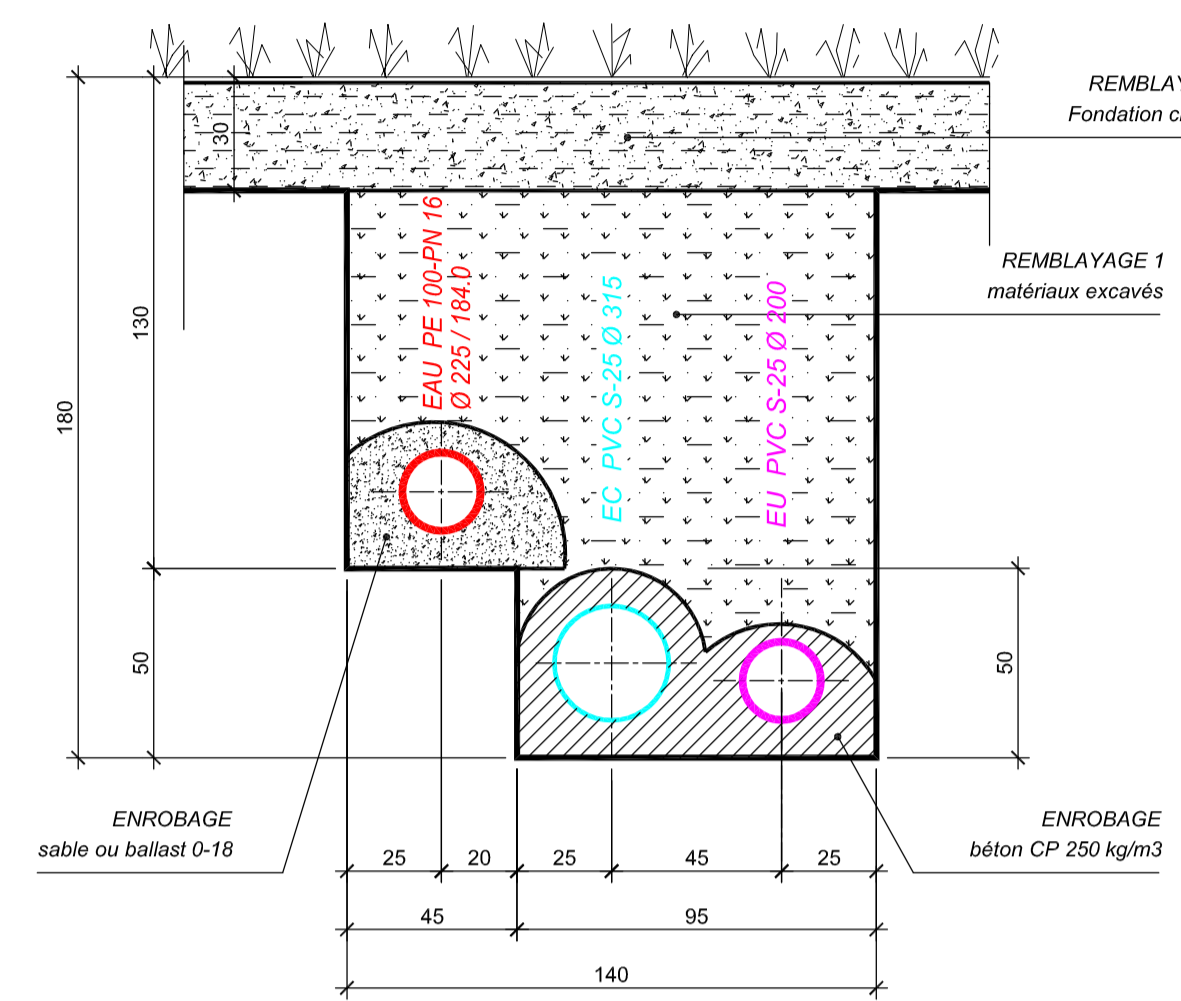 REMBLAY
Fondation
30
EAU PE 100-PN 16
Ø 225 / 184.0
EC PVC S-25 Ø 315
EU PVC S-25 Ø 200
REMBLAYAGE 1
matériaux excavés
130
180
50
50
ENROBAGE
sable ou ballast 0-18
ENROBAGE
béton CP 250 kg/m3
25 20 25 45 25
45 95
140